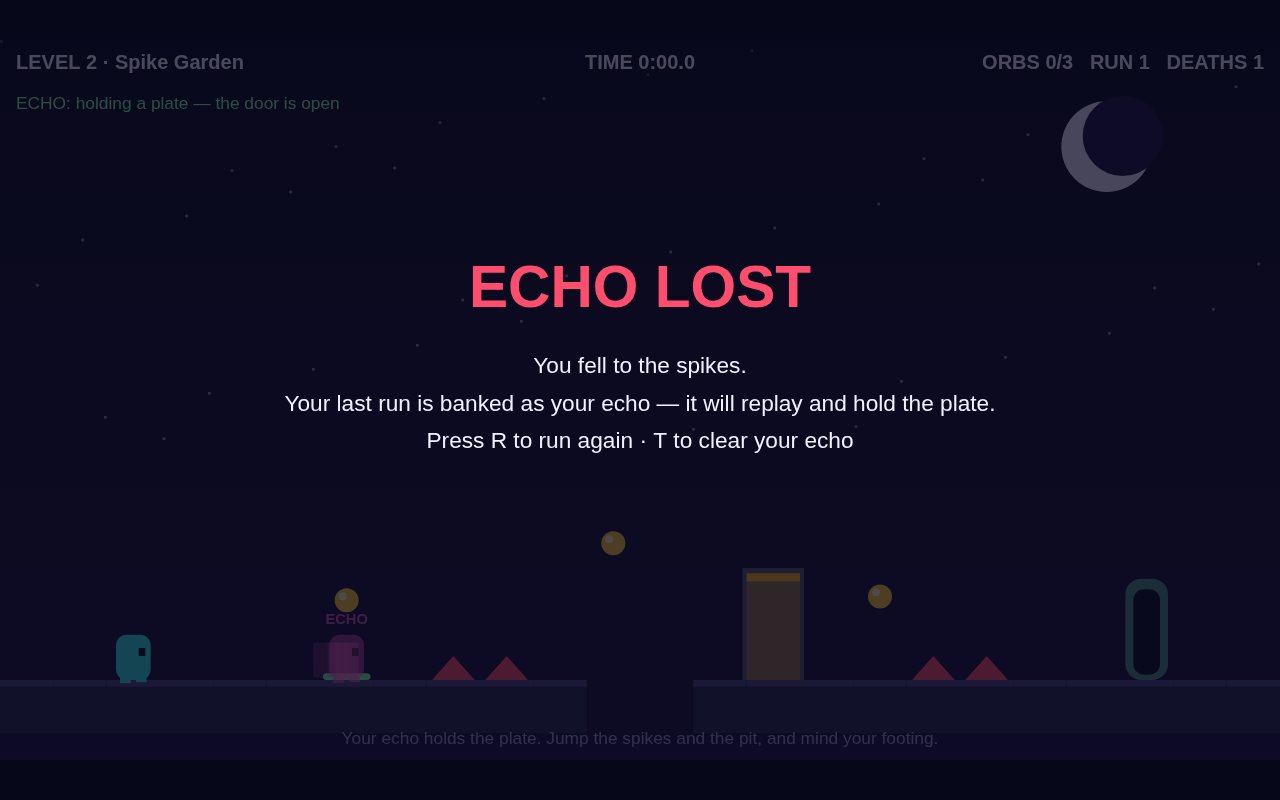 LEVEL 2 · Spike Garden
TIME 0:00.0
ORBS 0/3 RUN 1 DEATHS 1
ECHO: holding a plate — the door is open
ECHO LOST
You fell to the spikes.
Your last run is banked as your echo — it will replay and hold the plate.
Press R to run again · T to clear your echo
ECHO
Your echo holds the plate. Jump the spikes and the pit, and mind your footing.